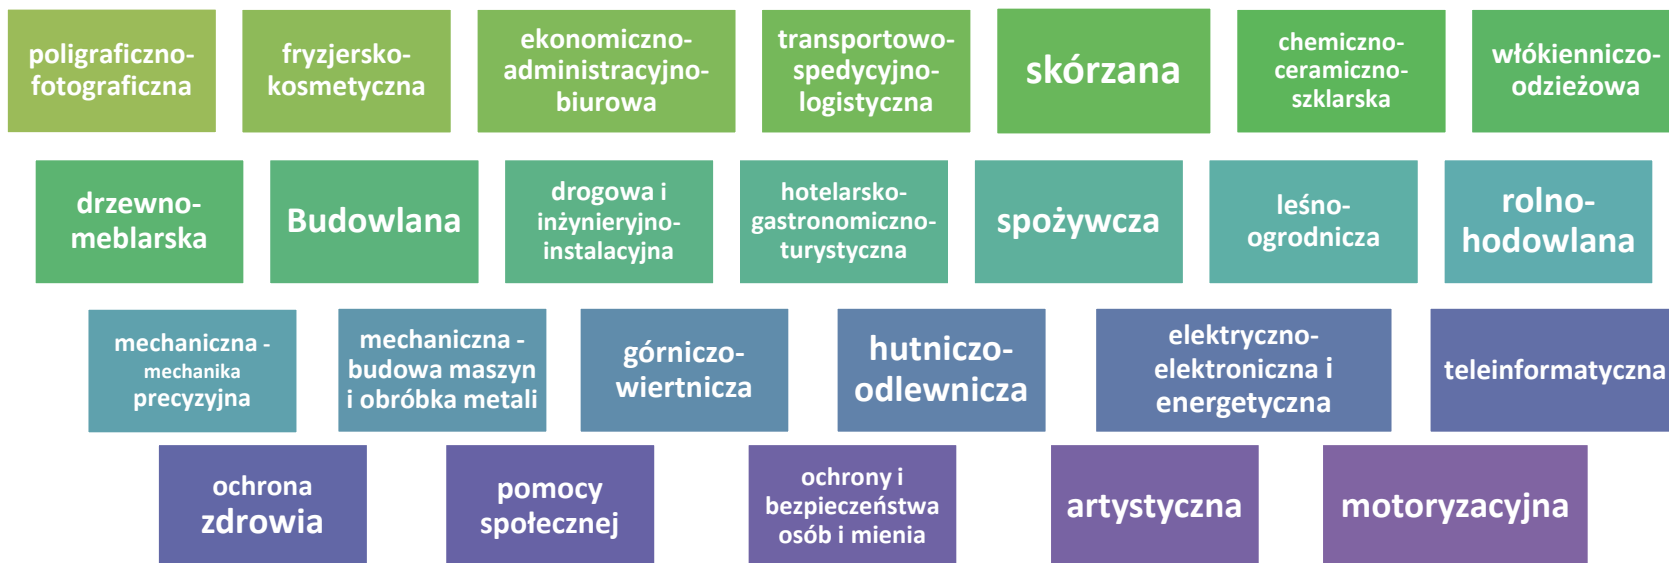 poligraficzno-
fotograficzna
fryzjersko-
kosmetyczna
ekonomiczno-
administracyjno-
biurowa
transportowo-
spedycyjno-
logistyczna
skórzana
chemiczno-
ceramiczno-
szklarska
włókienniczo-
odzieżowa
drzewno-
meblarska
Budowlana
drogowa i
inżynieryjno-
instalacyjna
hotelarsko-
gastronomiczno-
turystyczna
spożywcza
leśno-
ogrodnicza
rolno-
hodowlana
mechaniczna -
mechanika
precyzyjna
mechaniczna -
budowa maszyn
i obróbka metali
górniczo-
wiertnicza
hutniczo-
odlewnicza
elektryczno-
elektroniczna i
energetyczna
teleinformatyczna
ochrona
zdrowia
pomocy
społecznej
ochrony i
bezpieczeństwa
osób i mienia
artystyczna
motoryzacyjna